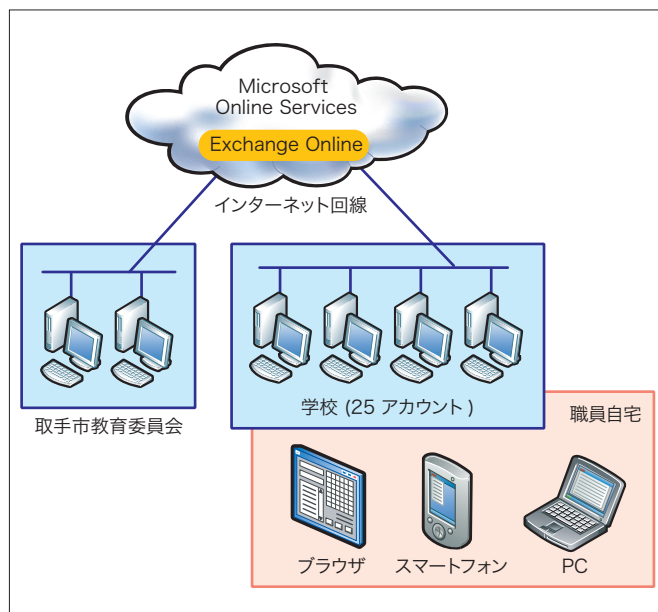 Microsoft
Online Services
Exchange Online
インターネット回線
取手市教育委員会
学校 (25 アカウント )
職員自宅
ブラウザ
スマートフォン
PC